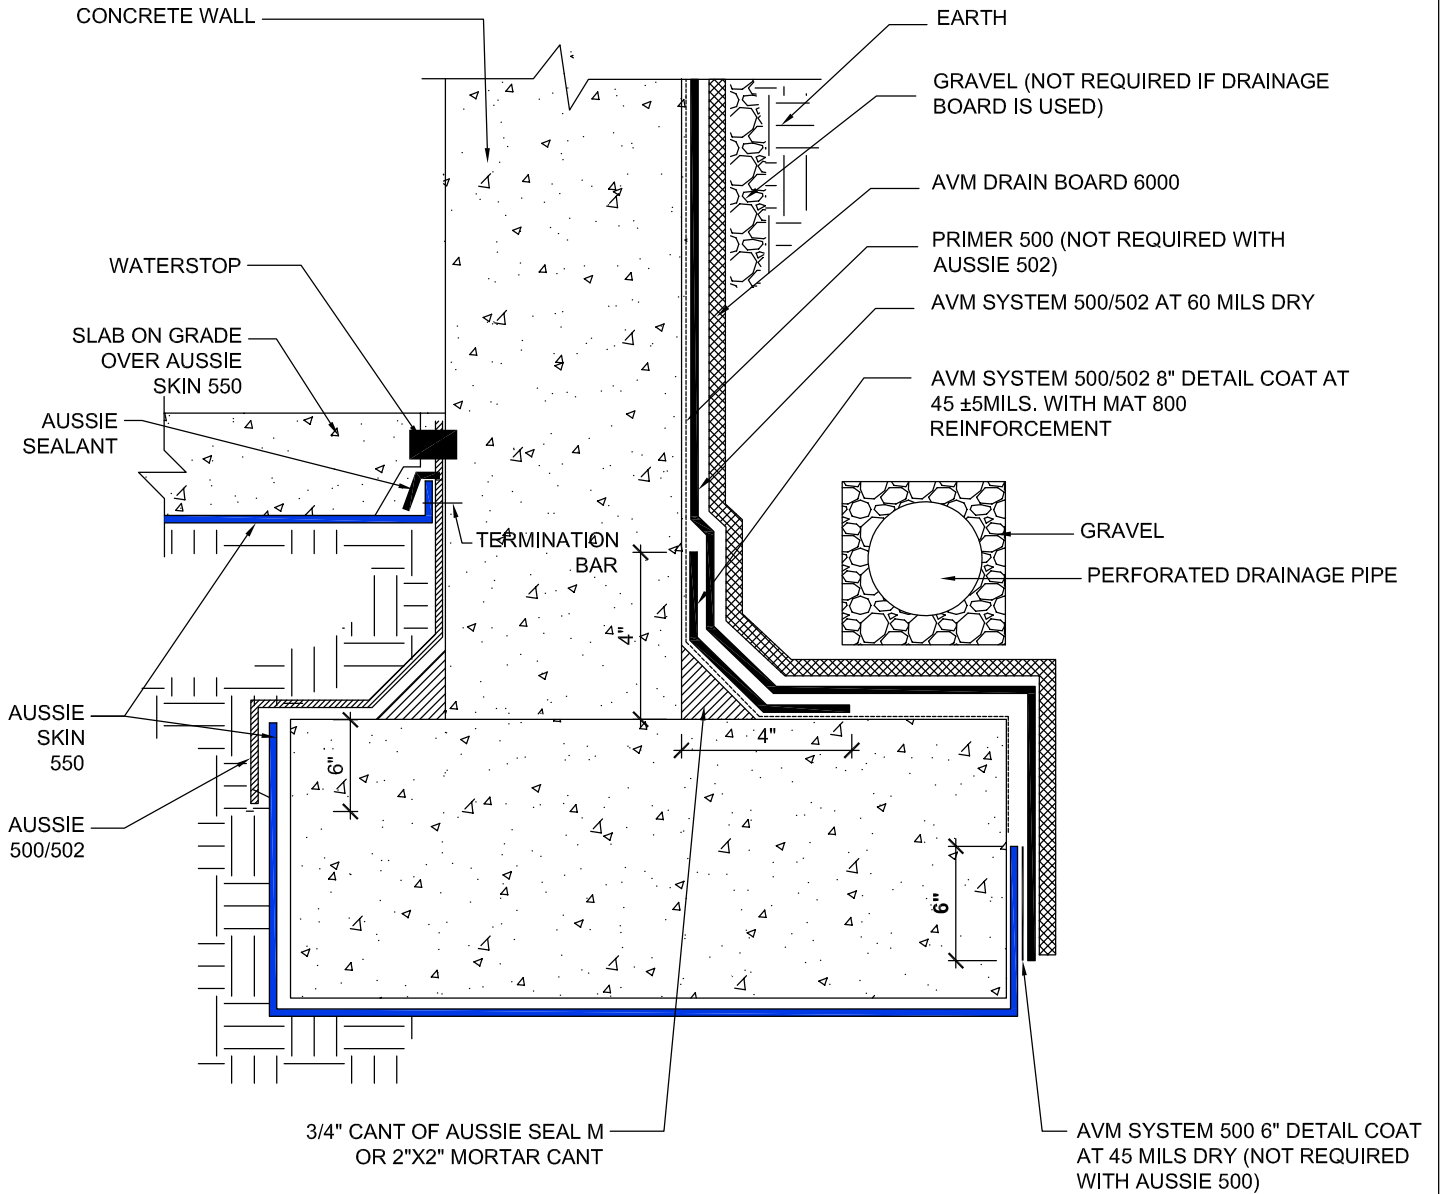 CONCRETE WALL
EARTH
GRAVEL (NOT REQUIRED IF DRAINAGE
BOARD IS USED)
AVM DRAIN BOARD 6000
PRIMER 500 (NOT REQUIRED WITH
AUSSIE 502)
AVM SYSTEM 500/502 AT 60 MILS DRY
AVM SYSTEM 500/502 8" DETAIL COAT AT
45 ±5MILS. WITH MAT 800
REINFORCEMENT
WATERSTOP
SLAB ON GRADE
OVER AUSSIE
SKIN 550
AUSSIE
SEALANT
TERMINATION
BAR
GRAVEL
PERFORATED DRAINAGE PIPE
4"
4"
AUSSIE
SKIN
550
6"
AUSSIE
500/502
6"
3/4" CANT OF AUSSIE SEAL M
OR 2"X2" MORTAR CANT
AVM SYSTEM 500 6" DETAIL COAT
AT 45 MILS DRY (NOT REQUIRED
WITH AUSSIE 500)